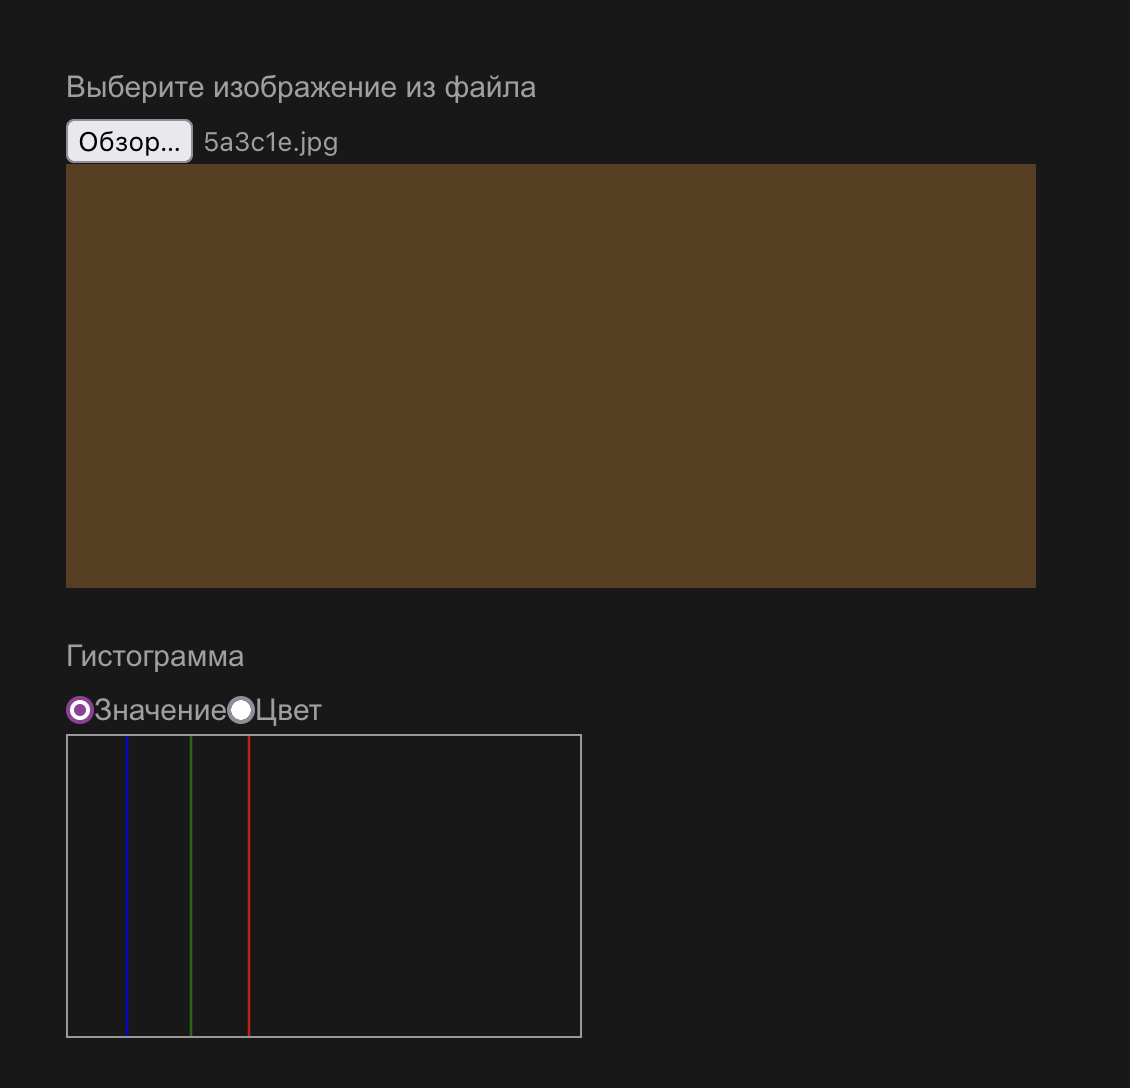 Выберите изображение из файла
Обзор... 5a3c1e.jpg
Гистограмма
Значение Цвет